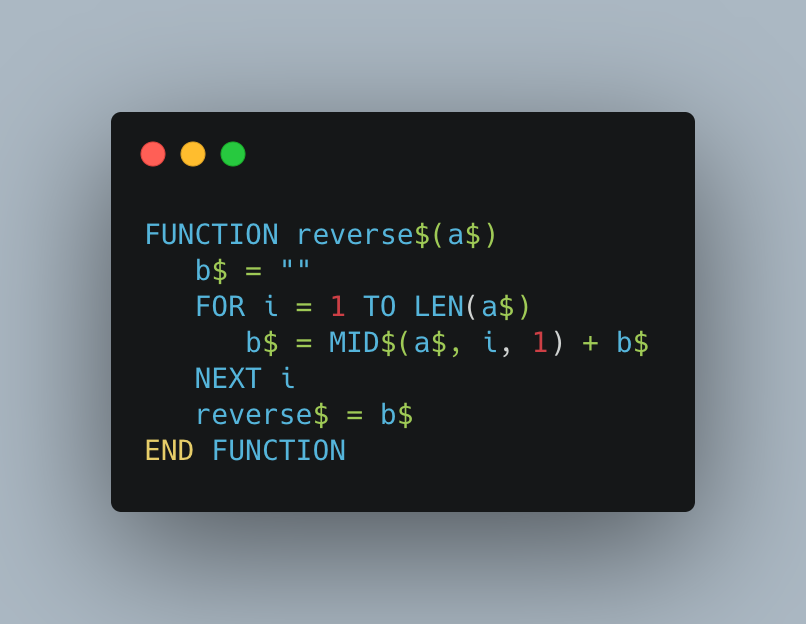 FUNCTION reverse$(a$)
   b$ = ""
   FOR i = 1 TO LEN(a$)
      b$ = MID$(a$, i, 1) + b$
   NEXT i
   reverse$ = b$
END FUNCTION